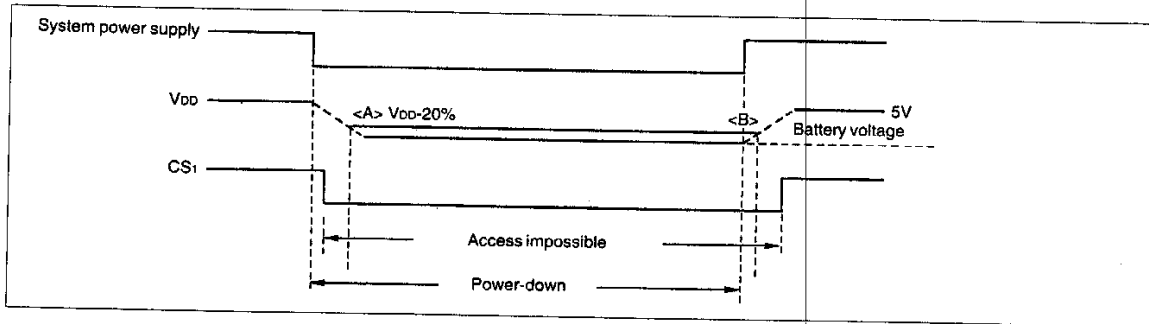 System power supply
VDD
<A> VDD-20%
<B>
5V
Battery voltage
CS1
Access impossible
Power-down